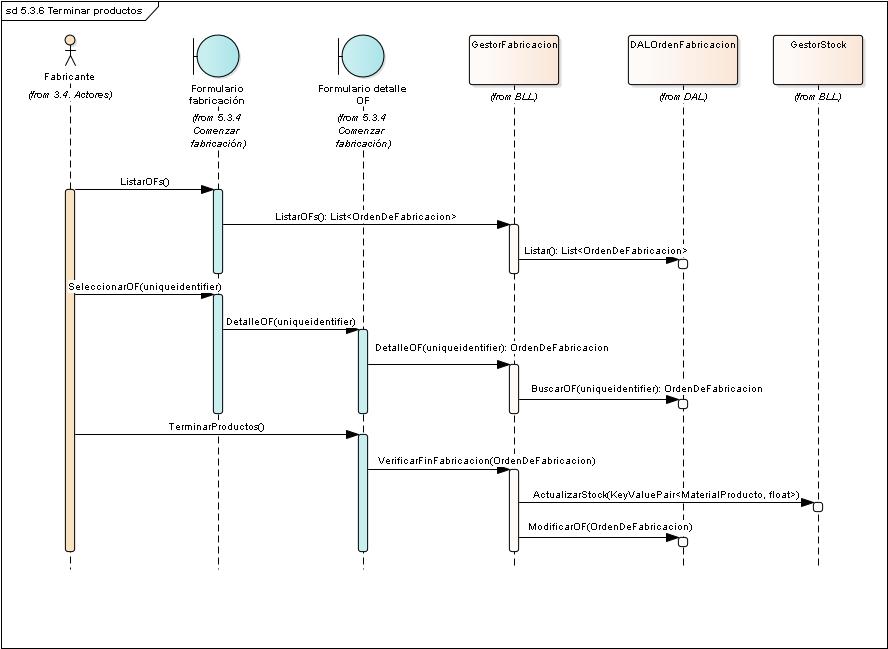 sd 5.3.6 Terminar productos
Fabricante
(from 3.4. Actores)
Formulario
fabricación
(from 5.3.4
Comenzar
fabricación)
Formulario detalle
OF
(from 5.3.4
Comenzar
fabricación)
GestorFabricacion
(from BLL)
DALOrdenFabricacion
(from DAL)
GestorStock
(from BLL)
ListarOFs()
ListarOFs(): List<OrdenDeFabricacion>
Listar(): List<OrdenDeFabricacion>
SeleccionarOF(uniqueidentifier)
DetalleOF(uniqueidentifier)
DetalleOF(uniqueidentifier): OrdenDeFabricacion
BuscarOF(uniqueidentifier): OrdenDeFabricacion
TerminarProductos()
VerificarFinFabricacion(OrdenDeFabricacion)
ActualizarStock(KeyValuePair<MaterialProducto, float>)
ModificarOF(OrdenDeFabricacion)